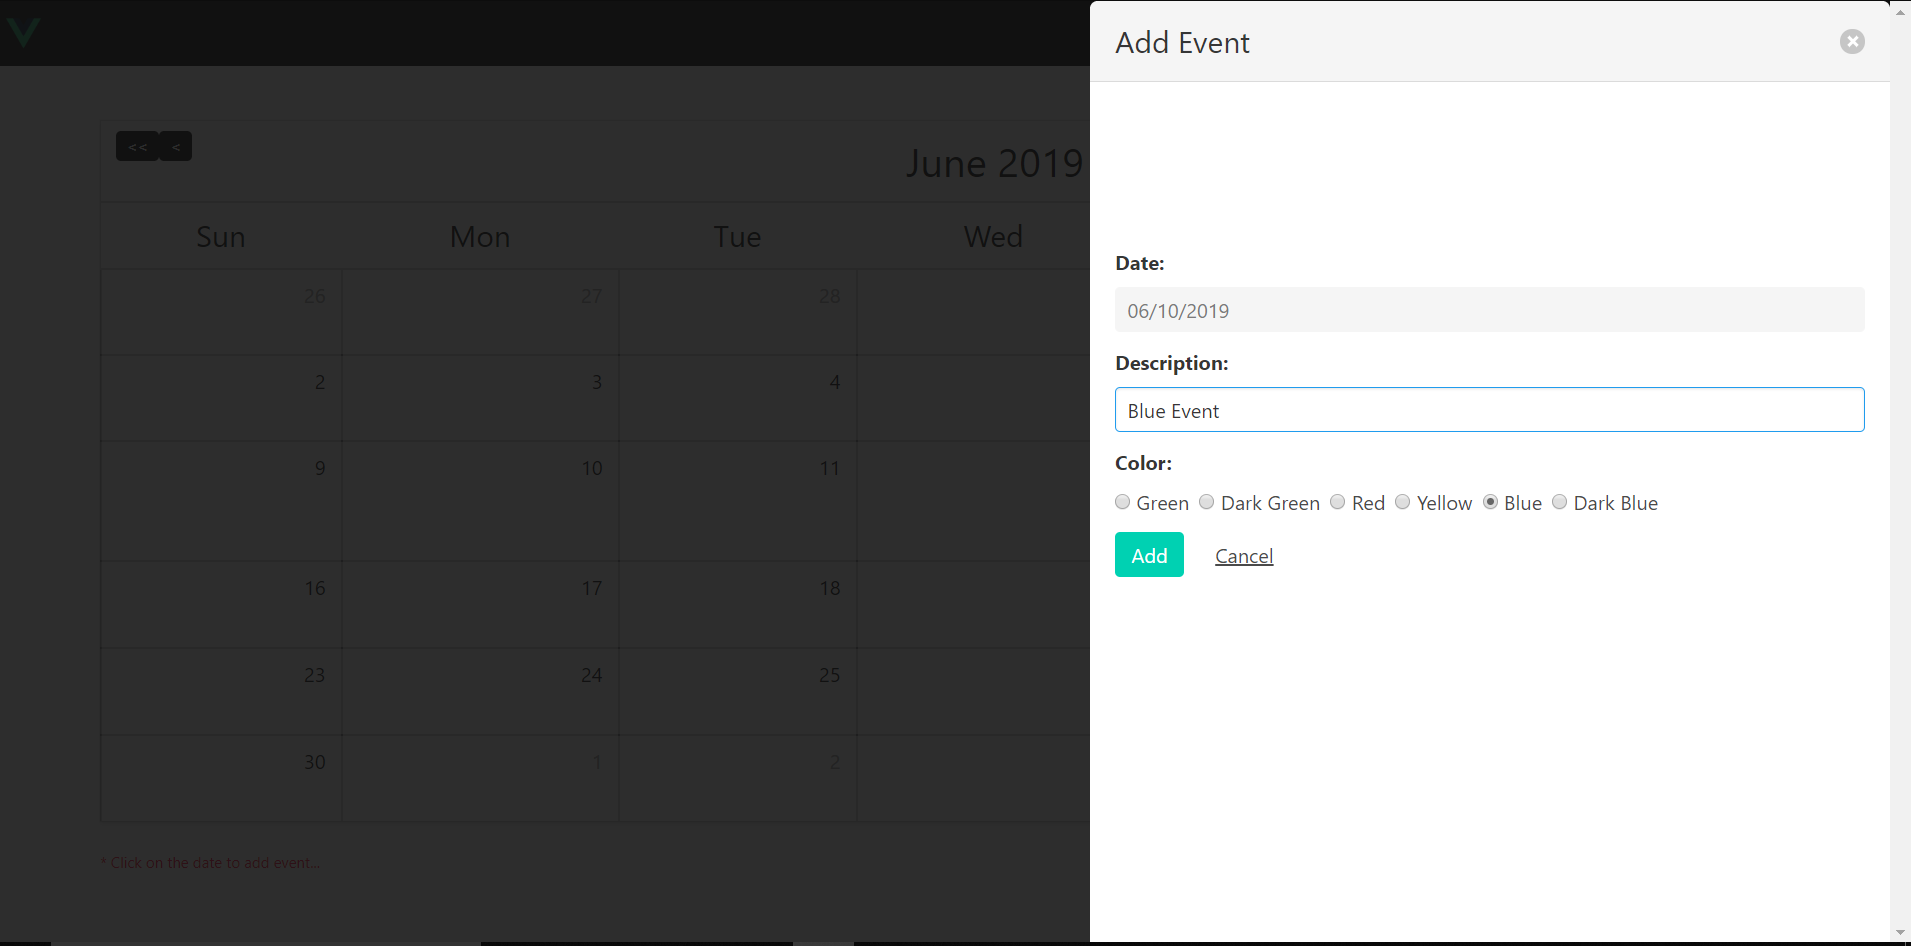 Add Event
<< <
June 2019
Sun Mon Tue Wed
26 27 28
2 3 4
9 10 11
16 17 18
23 24 25
30 1 2
* Click on the date to add event...
Date:
06/10/2019
Description:
Blue Event
Color:
Green Dark Green Red Yellow Blue Dark Blue
Add Cancel